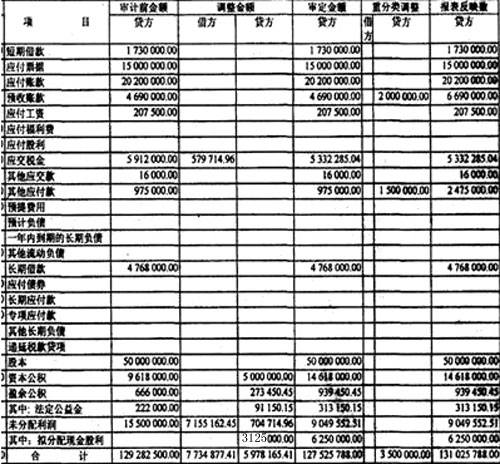 项 目 审计前金额 调整金额 审定金额 重分类调整 报表反映数
贷方 借方 贷方 贷方 借方 贷方 贷方
短期借款 1 730 000.00 1 730 000.00 1 730 000.00
应付票据 15 000 000.00 15 000 000.00 15 000 000.00
应付账款 20 200 000.00 20 200 000.00 20 200 000.00
预收账款 4 690 000.00 4 690 000.00 2 000 000.00 6 690 000.00
应付工资 207 500.00 207 500.00 207 500.00
应付福利费
应付股利
应交税金 5 912 000.00 579 714.96 5 332 285.04 5 332 285.04
其他应交款 16 000.00 16 000.00 16 000.00
其他应付款 975 000.00 975 000.00 1 500 000.00 2 475 000.00
预提费用
预计负债
一年内到期的长期负债
其他流动负债
长期借款 4 768 000.00 4 768 000.00 4 768 000.00
应付债券
长期应付款
专项应付款
其他长期负债
递延税款贷项
股本 50 000 000.00 50 000 000.00 50 000 000.00
资本公积 9 618 000.00 5 000 000.00 14 618 000.00 14 618 000.00
盈余公积 666 000.00 273 450.45 939 450.45 939 450.45
其中: 法定公益金 222 000.00 91 150.15 313 150.15 313 150.15
未分配利润 15 500 000.00 7 155 162.45 704 714.96 9 049 552.51 9 049 552.51
其中: 拟分配现金股利 3125 000.00 6 250 000.00 6 250 000.00
合 计 129 282 500.00 7 734 877.41 5 978 165.41 127 525 788.00 3 500 000.00 131 025 788.00